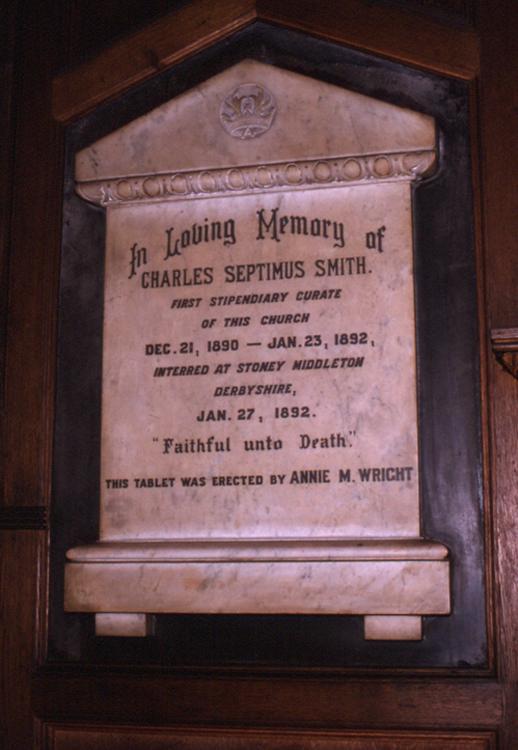 In Loving Memory of
CHARLES SEPTIMUS SMITH.
FIRST STIPENDIARY CURATE
OF THIS CHURCH
DEC. 21, 1890 — JAN. 23, 1892,
INTERRED AT STONEY MIDDLETON
DERBYSHIRE,
JAN. 27, 1892.
"Faithful unto Death."
THIS TABLET WAS ERECTED BY ANNIE M. WRIGHT